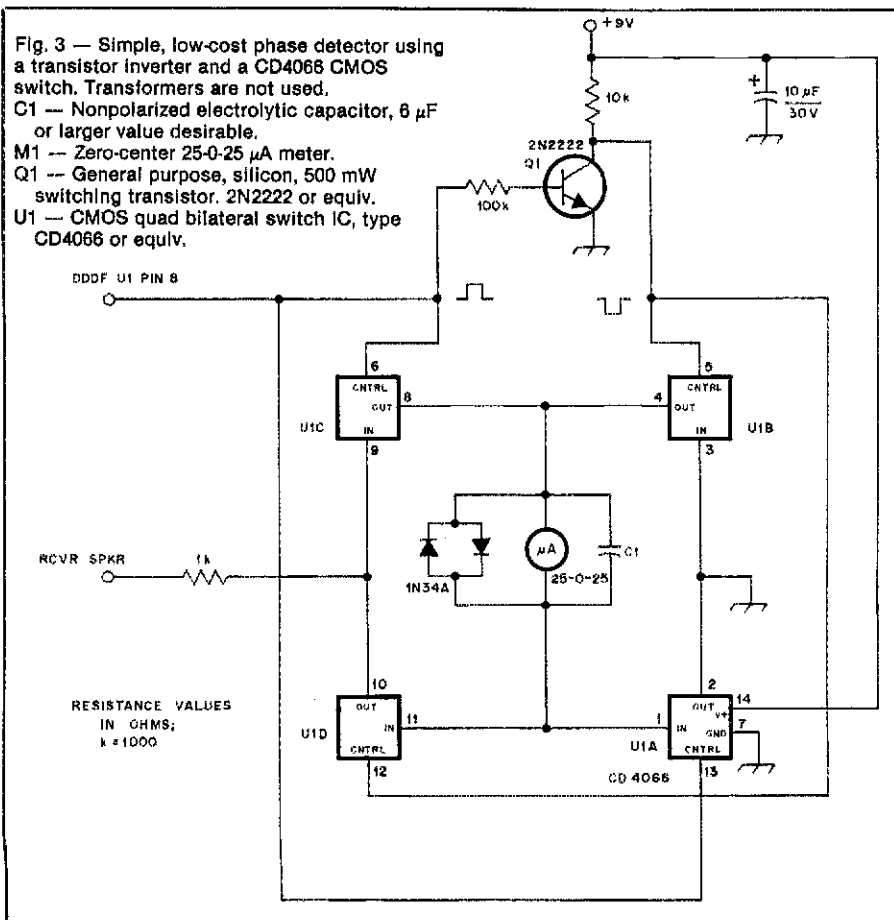 Fig. 3 — Simple, low-cost phase detector using
a transistor inverter and a CD4066 CMOS
switch. Transformers are not used.
C1 — Nonpolarized electrolytic capacitor, 6 µF
or larger value desirable.
M1 — Zero-center 25-0-25 µA meter.
Q1 — General purpose, silicon, 500 mW
switching transistor. 2N2222 or equiv.
U1 — CMOS quad bilateral switch IC, type
CD4066 or equiv.
+9V
10k
+
10 µF
30V
2N2222
Q1
100k
DDDF U1 PIN 8
6
CNTRL
OUT
8
IN
9
U1C
5
CNTRL
4
OUT
IN
3
U1B
RCVR SPKR
1k
1N34A
µA
25-0-25
C1
RESISTANCE VALUES
IN OHMS;
k = 1000
10
OUT
11
IN
U1D
CNTRL
12
2
OUT
14
V+
1
IN
GND
7
U1A
CNTRL
13
CD 4066